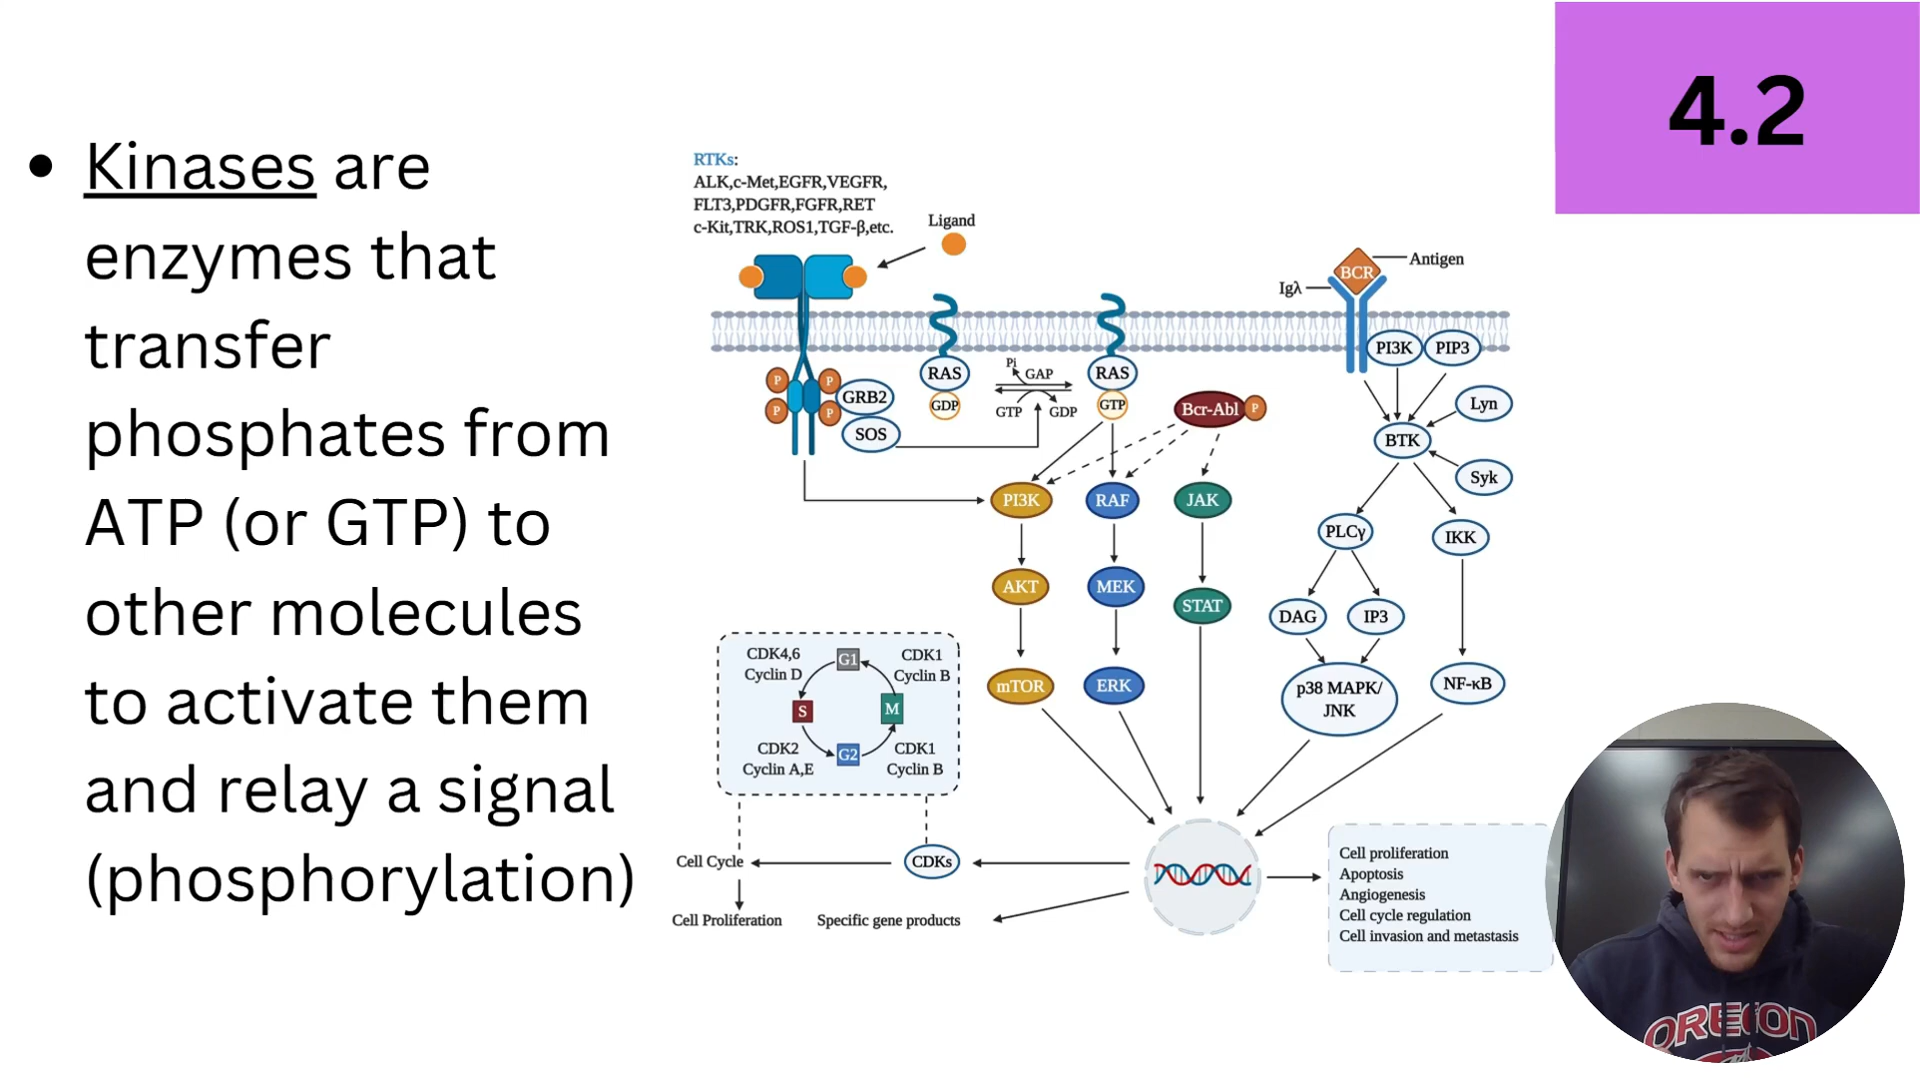 4.2
• Kinases are
enzymes that
transfer
phosphates from
ATP (or GTP) to
other molecules
to activate them
and relay a signal
(phosphorylation)
RTKs:
ALK,c-Met,EGFR,VEGFR,
FLT3,PDGFR,FGFR,RET
c-Kit,TRK,ROS1,TGF-β,etc.
Ligand
BCR
Antigen
Igλ
PI3K
PIP3
RAS
GDP
Pi
GAP
GTP
GDP
RAS
GTP
P
P
P
P
GRB2
SOS
Bcr-Abl
P
Lyn
BTK
Syk
PI3K
RAF
JAK
PLCγ
IKK
AKT
MEK
STAT
DAG
IP3
mTOR
ERK
p38 MAPK/
JNK
NF-κB
CDK4,6
Cyclin D
G1
CDK1
Cyclin B
S
M
CDK2
Cyclin A,E
G2
CDK1
Cyclin B
Cell Cycle
CDKs
Cell Proliferation
Specific gene products
Cell proliferation
Apoptosis
Angiogenesis
Cell cycle regulation
Cell invasion and metastasis
OREGON